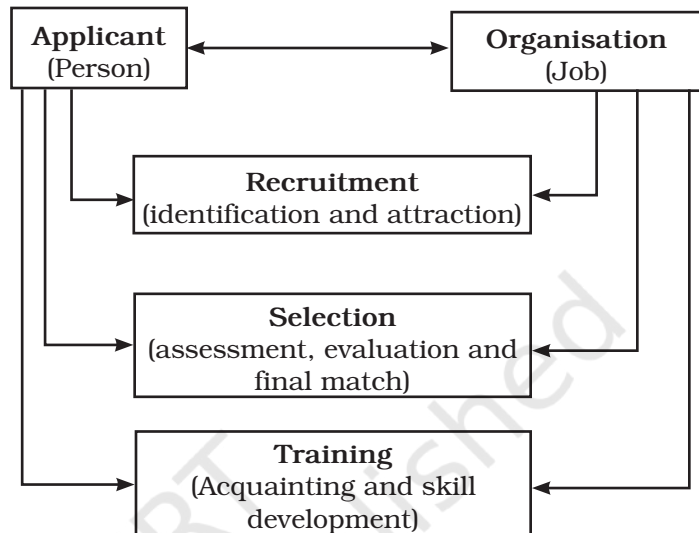 Applicant
(Person)
Organisation
(Job)
Recruitment
(identification and attraction)
Selection
(assessment, evaluation and
final match)
Training
(Acquainting and skill
development)